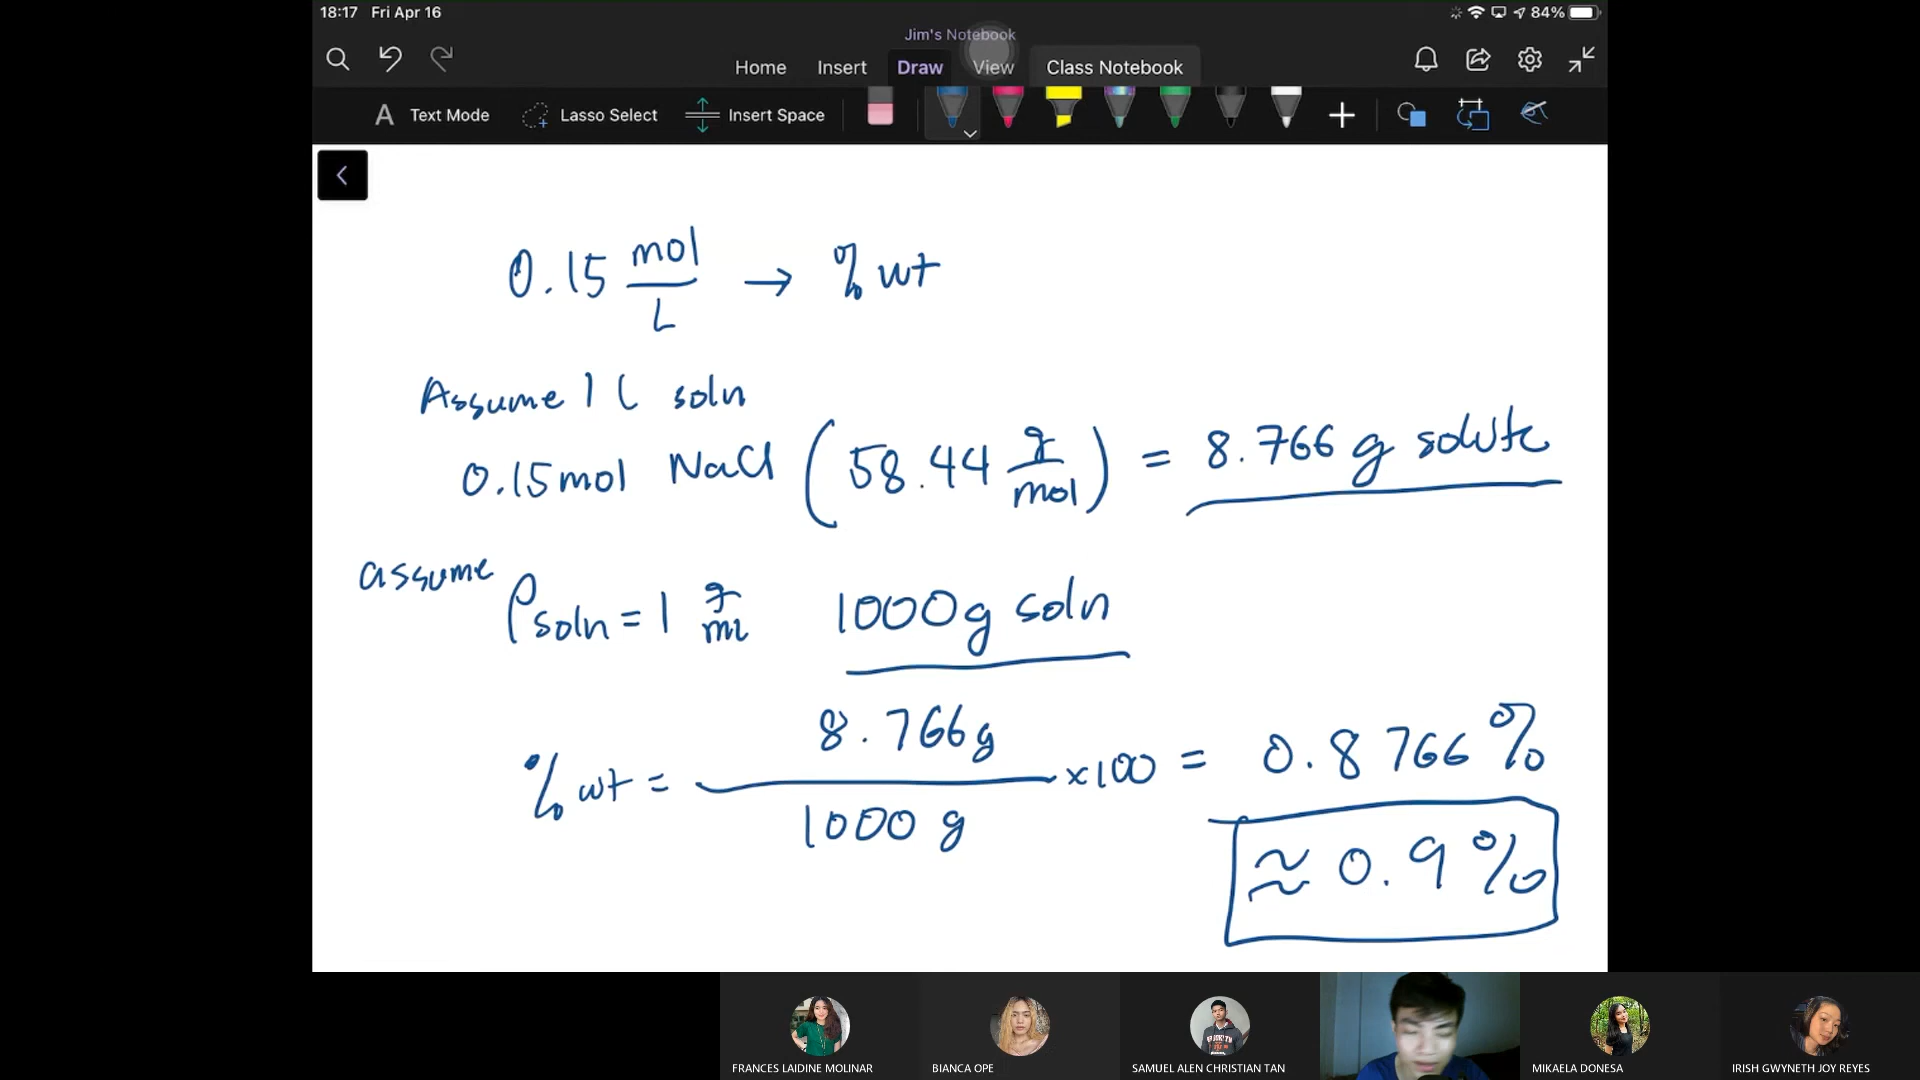 18:17 Fri Apr 16 84%
Jim's Notebook
Home Insert Draw View Class Notebook
A Text Mode Lasso Select Insert Space
0.15 mol/L → % wt
Assume 1 L soln
0.15 mol NaCl (58.44 g/mol) = 8.766 g solute
assume ρsoln = 1 g/mL 1000 g soln
% wt = 8.766 g / 1000 g × 100 = 0.8766 %
≈ 0.9 %
FRANCES LAIDINE MOLINAR BIANCA OPE SAMUEL ALEN CHRISTIAN TAN MIKAELA DONESA IRISH GWYNETH JOY REYES